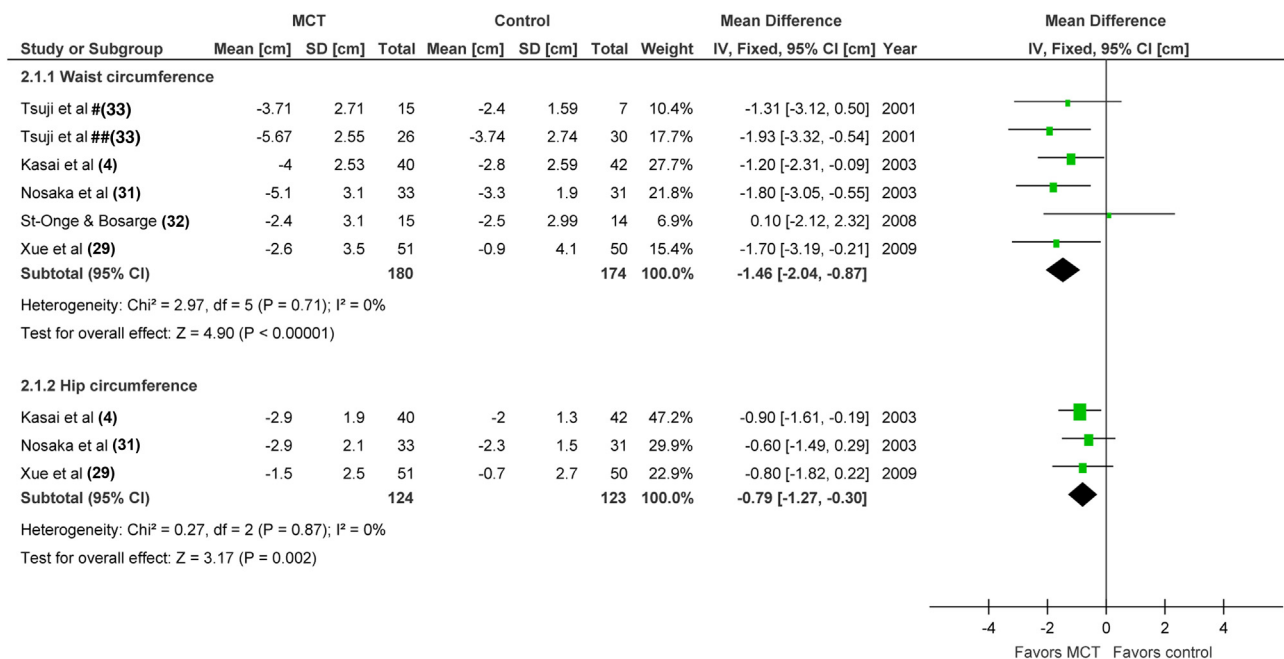 MCT Control Mean Difference Mean Difference
Study or Subgroup Mean [cm] SD [cm] Total Mean [cm] SD [cm] Total Weight IV, Fixed, 95% CI [cm] Year IV, Fixed, 95% CI [cm]
2.1.1 Waist circumference
Tsuji et al #(33) -3.71 2.71 15 -2.4 1.59 7 10.4% -1.31 [-3.12, 0.50] 2001
Tsuji et al ##(33) -5.67 2.55 26 -3.74 2.74 30 17.7% -1.93 [-3.32, -0.54] 2001
Kasai et al (4) -4 2.53 40 -2.8 2.59 42 27.7% -1.20 [-2.31, -0.09] 2003
Nosaka et al (31) -5.1 3.1 33 -3.3 1.9 31 21.8% -1.80 [-3.05, -0.55] 2003
St-Onge & Bosarge (32) -2.4 3.1 15 -2.5 2.99 14 6.9% 0.10 [-2.12, 2.32] 2008
Xue et al (29) -2.6 3.5 51 -0.9 4.1 50 15.4% -1.70 [-3.19, -0.21] 2009
Subtotal (95% CI) 180 174 100.0% -1.46 [-2.04, -0.87]
Heterogeneity: Chi² = 2.97, df = 5 (P = 0.71); I² = 0%
Test for overall effect: Z = 4.90 (P < 0.00001)
2.1.2 Hip circumference
Kasai et al (4) -2.9 1.9 40 -2 1.3 42 47.2% -0.90 [-1.61, -0.19] 2003
Nosaka et al (31) -2.9 2.1 33 -2.3 1.5 31 29.9% -0.60 [-1.49, 0.29] 2003
Xue et al (29) -1.5 2.5 51 -0.7 2.7 50 22.9% -0.80 [-1.82, 0.22] 2009
Subtotal (95% CI) 124 123 100.0% -0.79 [-1.27, -0.30]
Heterogeneity: Chi² = 0.27, df = 2 (P = 0.87); I² = 0%
Test for overall effect: Z = 3.17 (P = 0.002)
-4 -2 0 2 4
Favors MCT Favors control